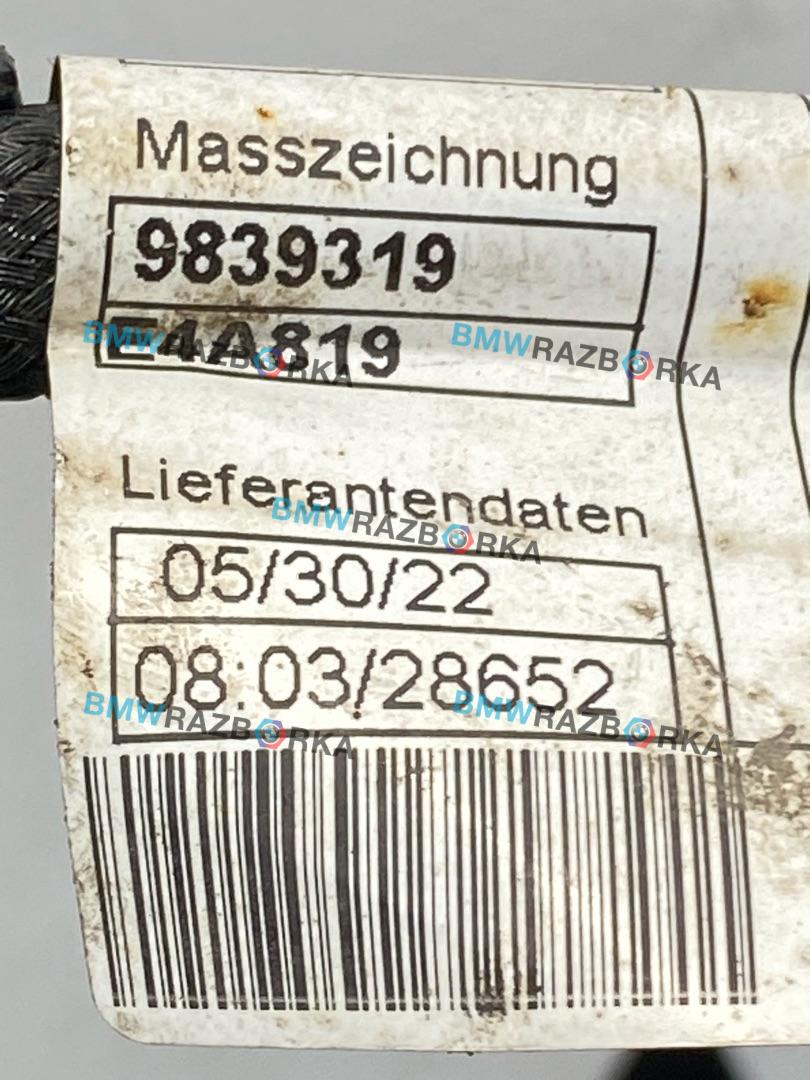 Masszeichnung
9839319
E4A819
BMWRAZBORKA
BMWRAZBORKA
Lieferantendaten
BMWRAZBORKA
05/30/22
08:03/28652
BMWRAZBORKA
BMWRAZBORKA